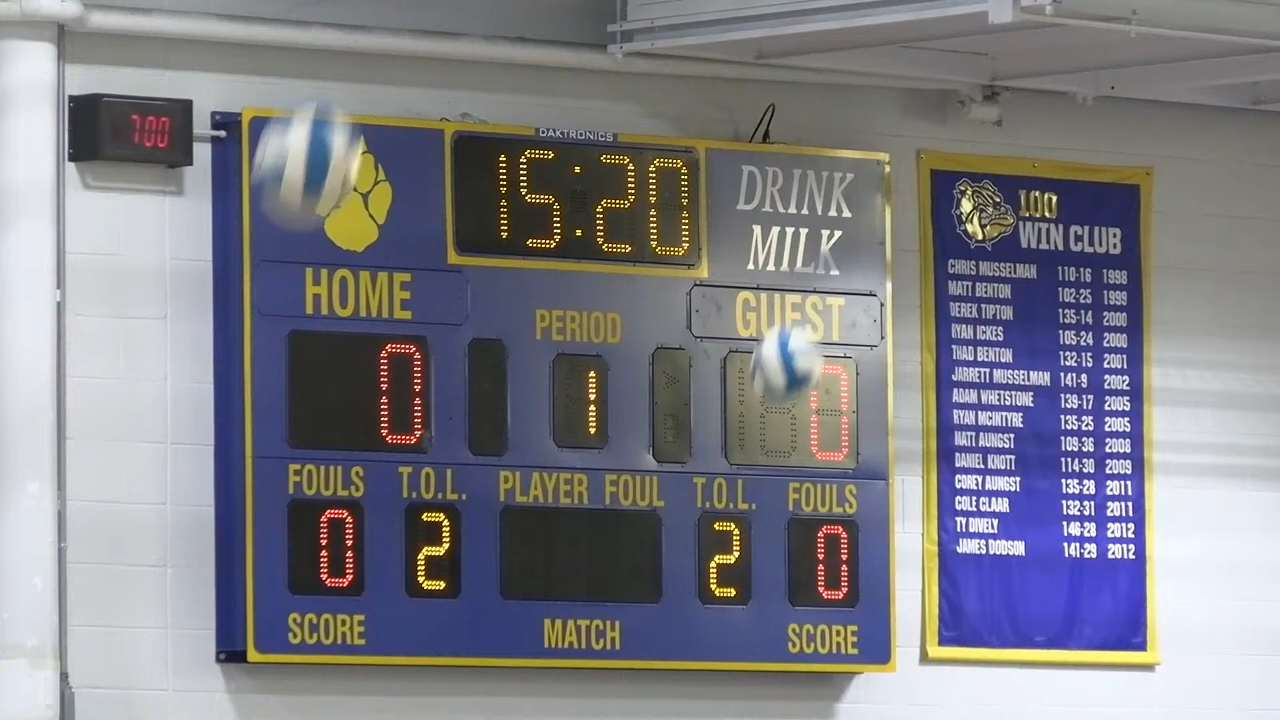 7:00
DAKTRONICS
15:20
DRINK
MILK
HOME
PERIOD
GUEST
0
1
0
FOULS
T.O.L.
PLAYER FOUL
T.O.L.
FOULS
0
2
2
0
SCORE
MATCH
SCORE
100
WIN CLUB
CHRIS MUSSELMAN 110-16 1998
MATT BENTON 102-25 1999
DEREK TIPTON 135-14 2000
RYAN ICKES 105-24 2000
THAD BENTON 132-15 2001
JARRETT MUSSELMAN 141-9 2002
ADAM WHETSTONE 139-17 2005
RYAN MCINTYRE 135-25 2005
MATT AUNGST 109-36 2008
DANIEL KNOTT 114-30 2009
COREY AUNGST 135-28 2011
COLE CLAAR 132-31 2011
TY DIVELY 146-28 2012
JAMES DODSON 141-29 2012